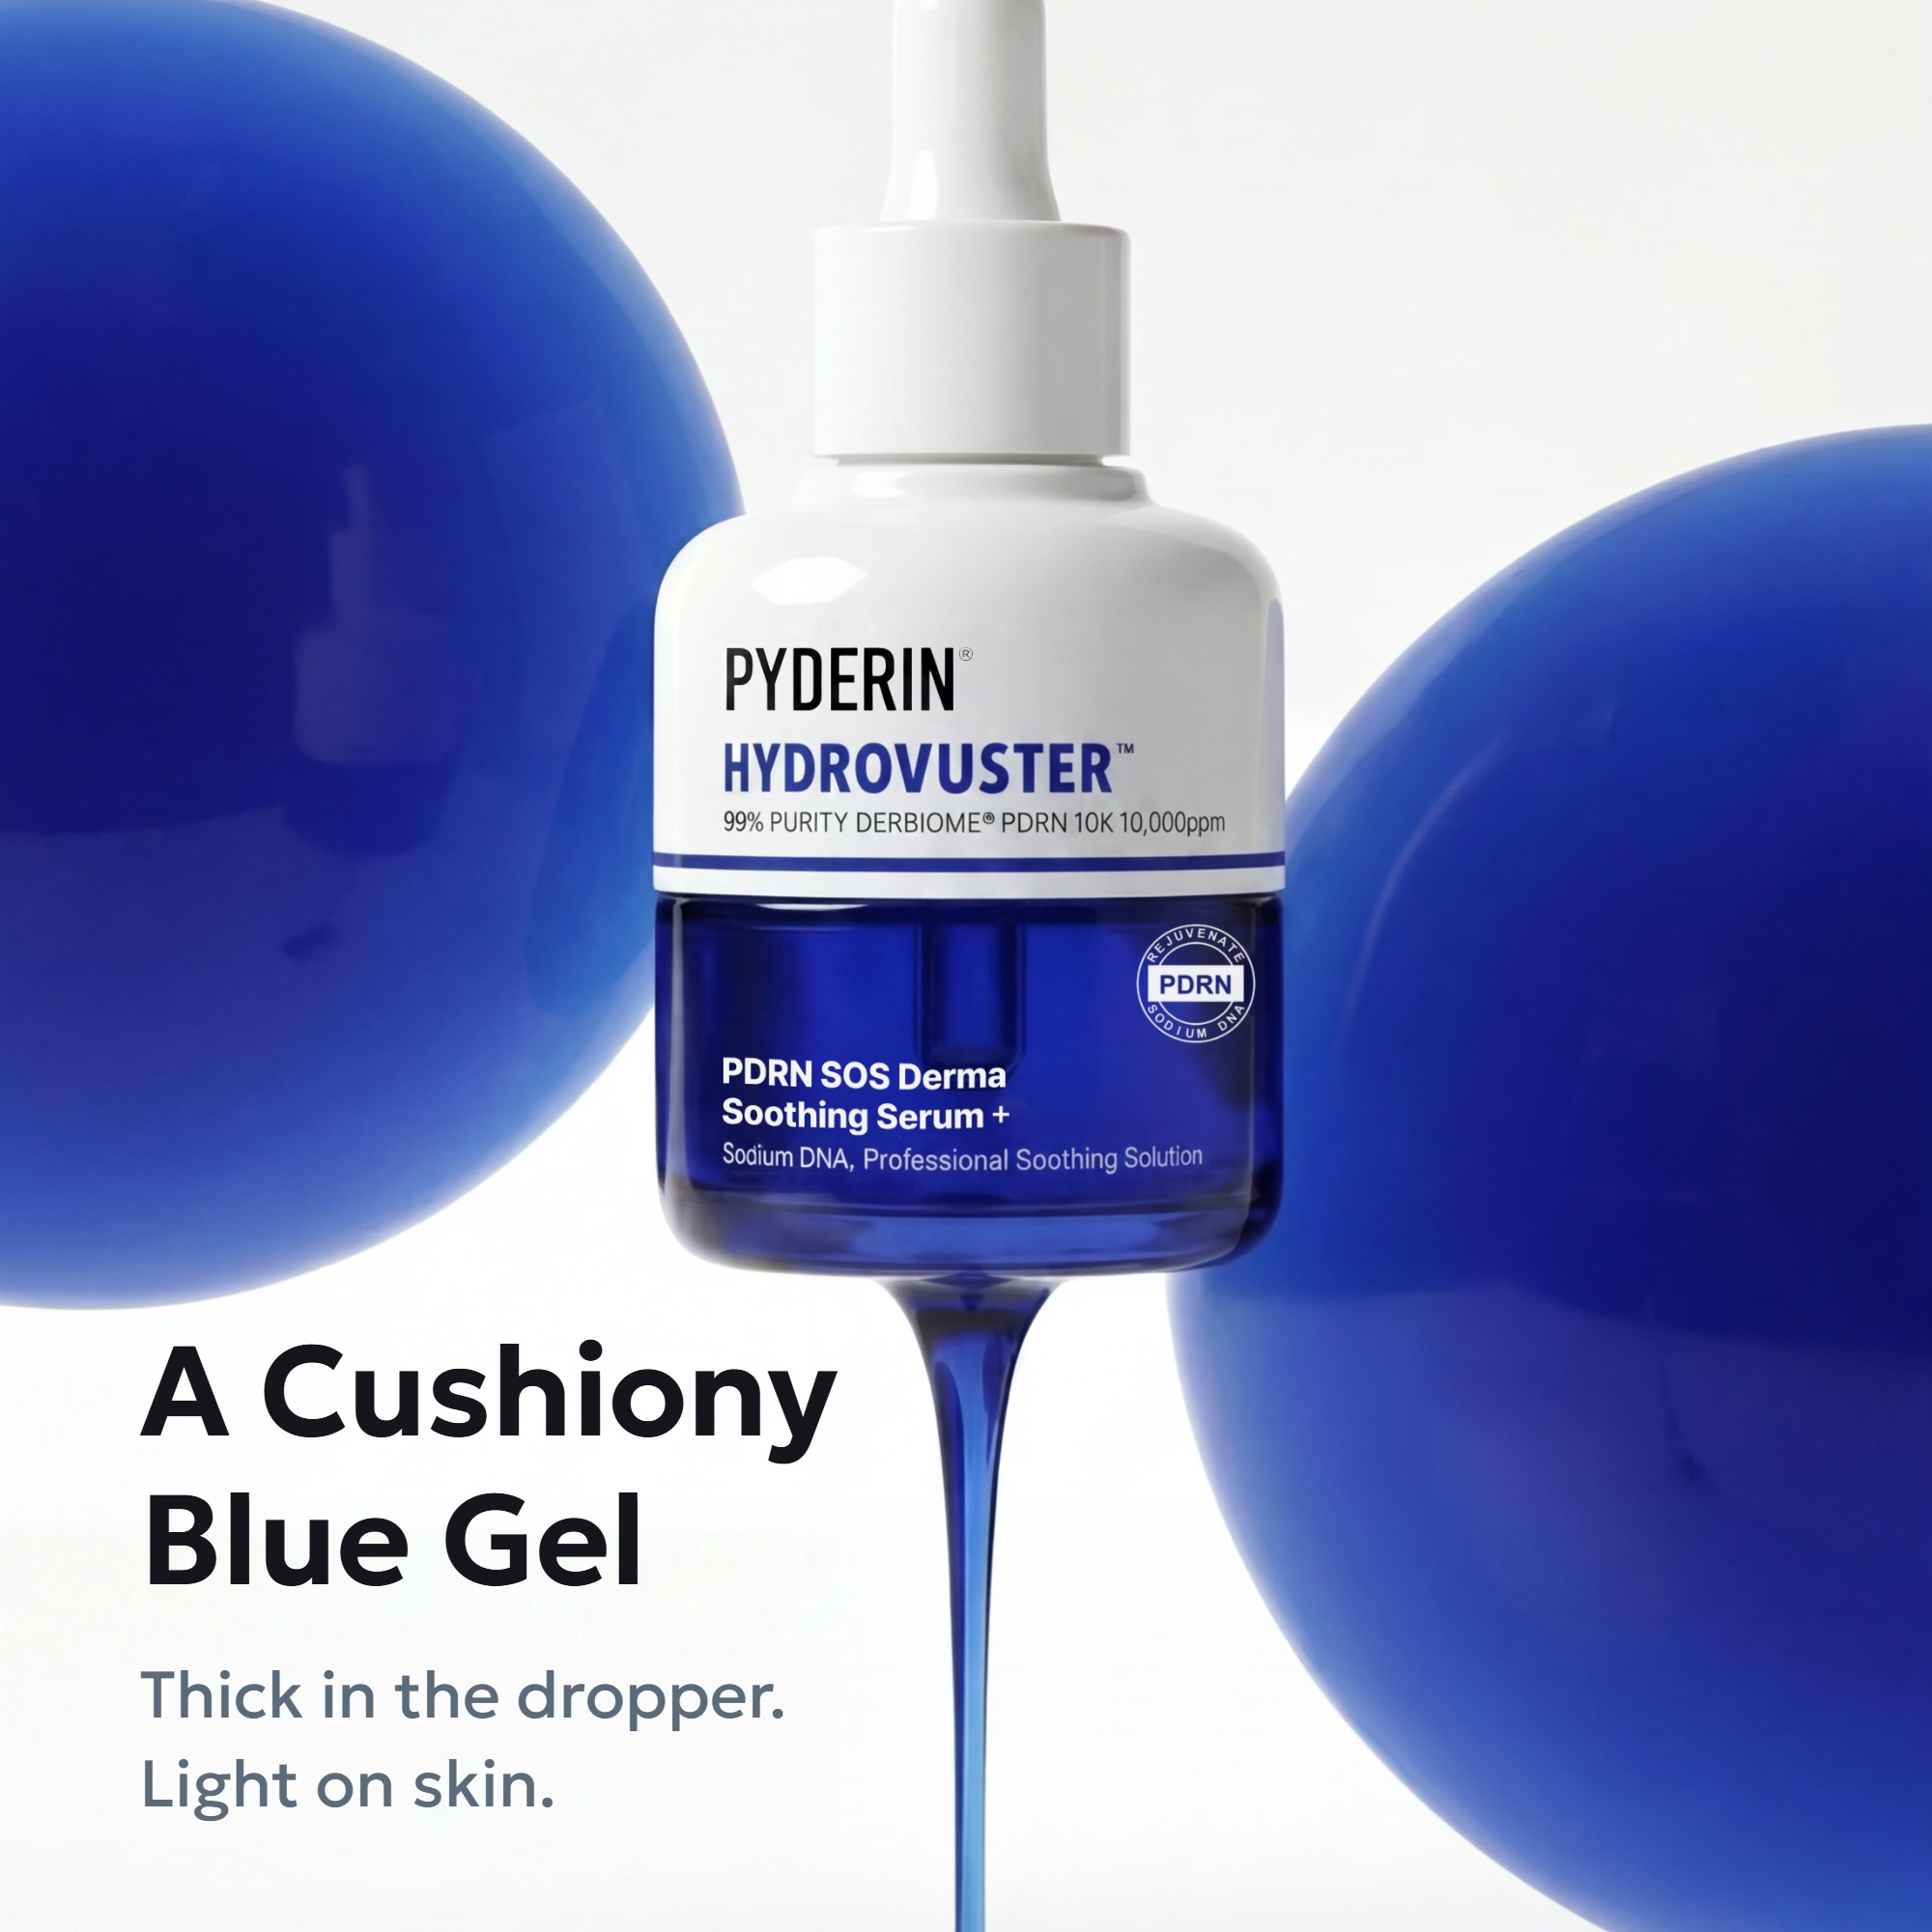 PYDERIN®
HYDROVUSTER™
99% PURITY DERBIOME® PDRN 10K 10,000ppm
REJUVENATE
PDRN
SODIUM DNA
PDRN SOS Derma
Soothing Serum +
Sodium DNA, Professional Soothing Solution
A Cushiony
Blue Gel
Thick in the dropper.
Light on skin.